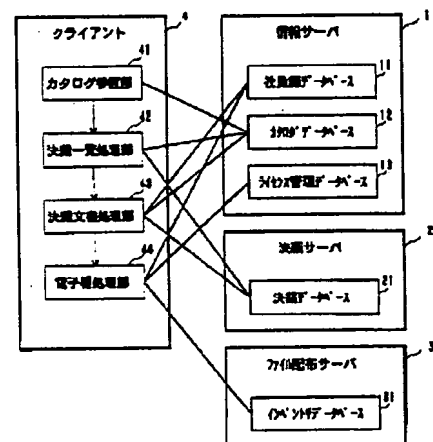 クライアント
4
41
カタログ参照部
42
決裁一覧処理部
43
決裁文書処理部
44
電子棚処理部
情報サーバ
1
社員録データベース
11
カタログデータベース
12
ライセンス管理データベース
13
決裁サーバ
2
決裁データベース
21
ファイル配布サーバ
3
インベントリデータベース
31